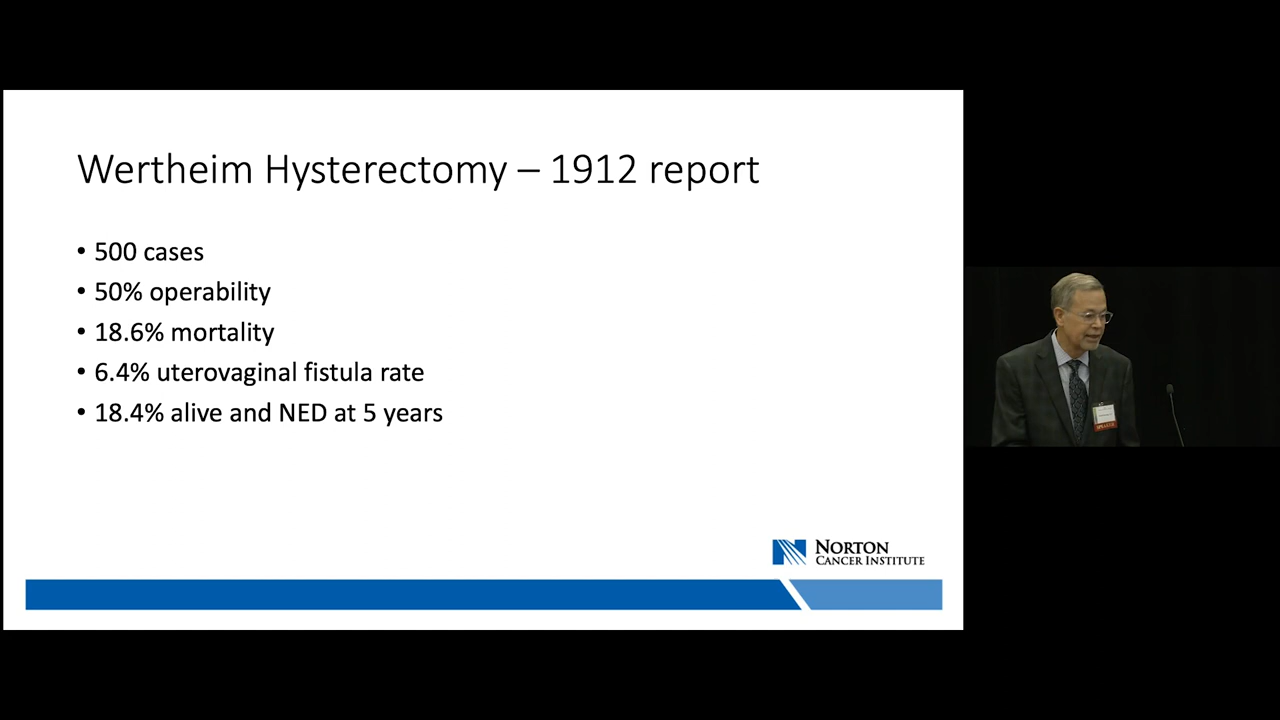 Wertheim Hysterectomy – 1912 report
• 500 cases
• 50% operability
• 18.6% mortality
• 6.4% uterovaginal fistula rate
• 18.4% alive and NED at 5 years
NORTON
CANCER INSTITUTE
SPEAKER